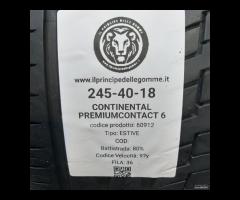 IL PRINCIPE DELLE GOMME
www.ilprincipedellegomme.it
245-40-18
CONTINENTAL
PREMIUMCONTACT 6
codice prodotto: 60912
Tipo: ESTIVE
COD:
Battistrada: 80%
Codice Velocità: 97Y
FILA: 36